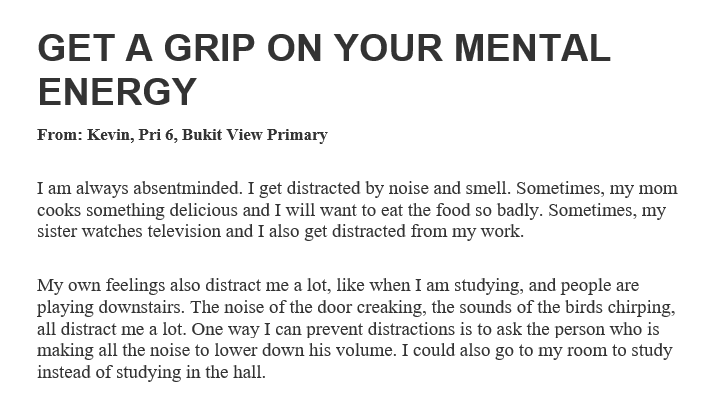 GET A GRIP ON YOUR MENTAL
ENERGY
From: Kevin, Pri 6, Bukit View Primary
I am always absentminded. I get distracted by noise and smell. Sometimes, my mom
cooks something delicious and I will want to eat the food so badly. Sometimes, my
sister watches television and I also get distracted from my work.
My own feelings also distract me a lot, like when I am studying, and people are
playing downstairs. The noise of the door creaking, the sounds of the birds chirping,
all distract me a lot. One way I can prevent distractions is to ask the person who is
making all the noise to lower down his volume. I could also go to my room to study
instead of studying in the hall.